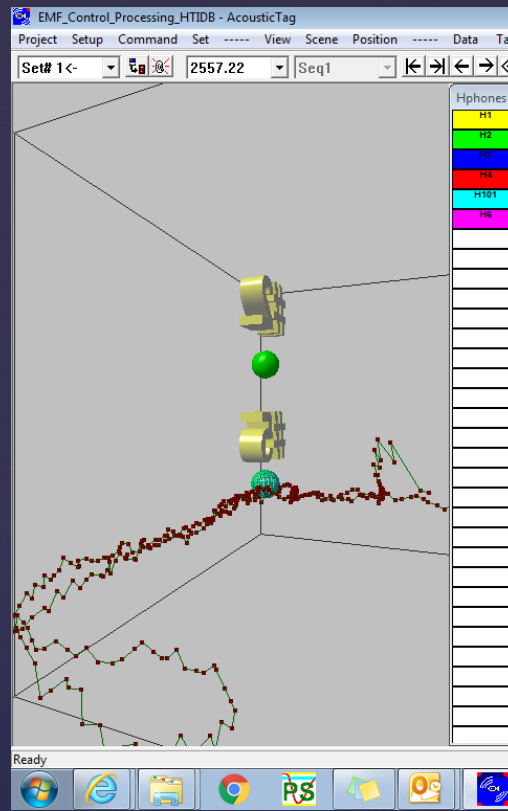 EMF_Control_Processing_HTIDB - AcousticTag
Project Setup Command Set ----- View Scene Position ----- Data Ta
Set# 1<- 2557.22 Seq1
Hphones
H1
H2
H3
H4
H101
H6
Ready